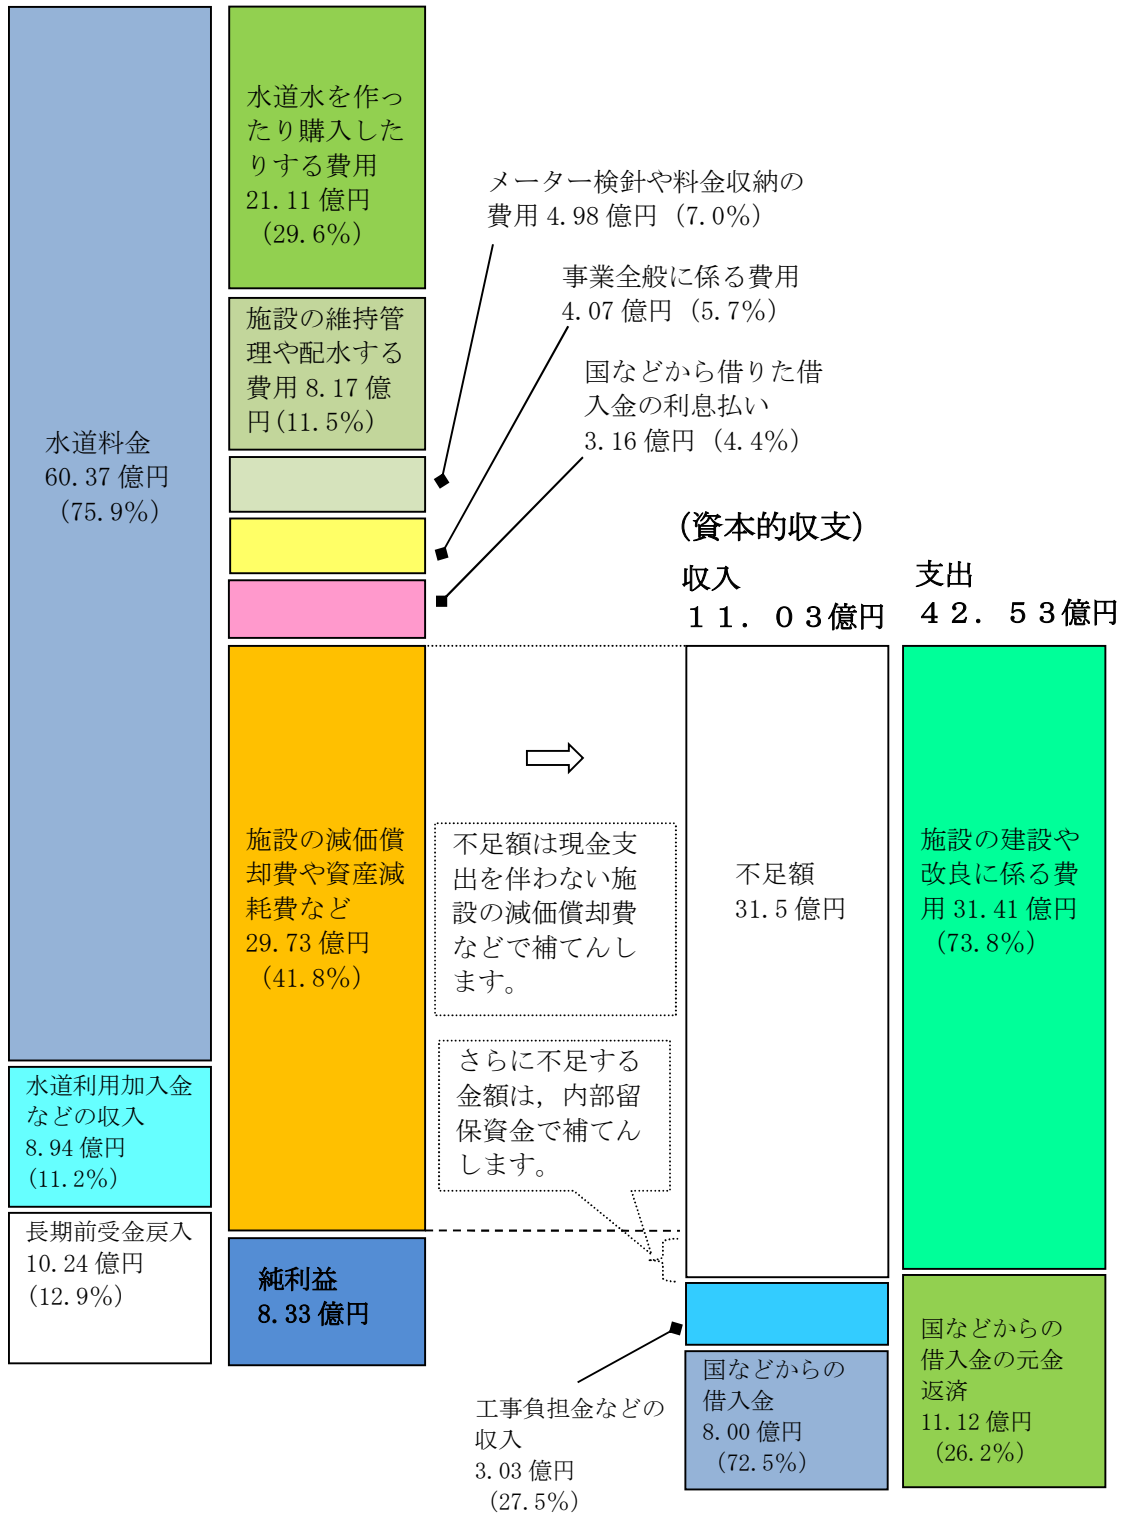 水道料金
60.37 億円
(75.9%)
水道利用加入金
などの収入
8.94 億円
(11.2%)
長期前受金戻入
10.24 億円
(12.9%)
水道水を作っ
たり購入した
りする費用
21.11 億円
(29.6%)
施設の維持管
理や配水する
費用 8.17 億
円(11.5%)
メーター検針や料金収納の
費用 4.98 億円 (7.0%)
事業全般に係る費用
4.07 億円 (5.7%)
国などから借りた借
入金の利息払い
3.16 億円 (4.4%)
施設の減価償
却費や資産減
耗費など
29.73 億円
(41.8%)
純利益
8.33 億円
(資本的収支)
収入
11.03億円
支出
42.53億円
不足額は現金支
出を伴わない施
設の減価償却費
などで補てんし
ます。
さらに不足する
金額は，内部留
保資金で補てん
します。
不足額
31.5 億円
工事負担金などの
収入
3.03 億円
(27.5%)
国などからの
借入金
8.00 億円
(72.5%)
施設の建設や
改良に係る費
用 31.41 億円
(73.8%)
国などからの
借入金の元金
返済
11.12 億円
(26.2%)